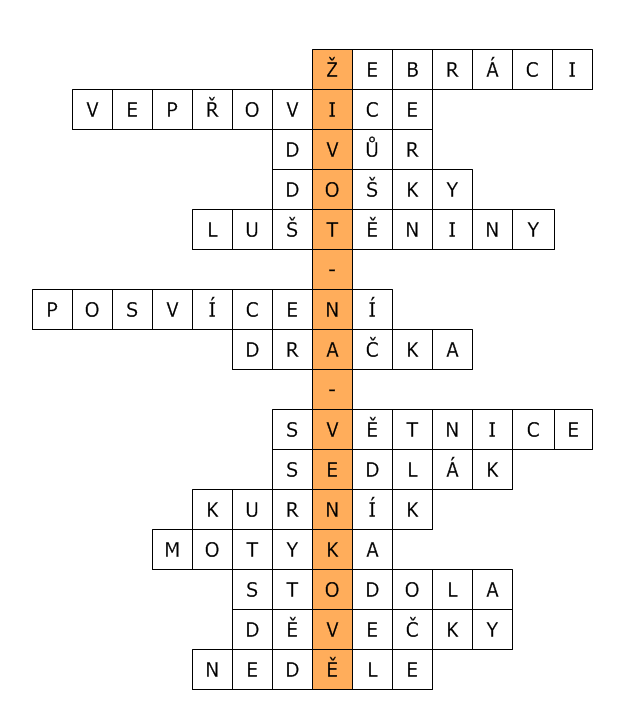 ŽEBRÁCI
VEPŘOVICE
DVŮR
DOŠKY
LUŠTĚNINY
-
POSVÍCENÍ
DRAČKA
-
SVĚTNICE
SEDLÁK
KURNÍK
MOTYKA
STODOLA
DĚVEČKY
NEDĚLE